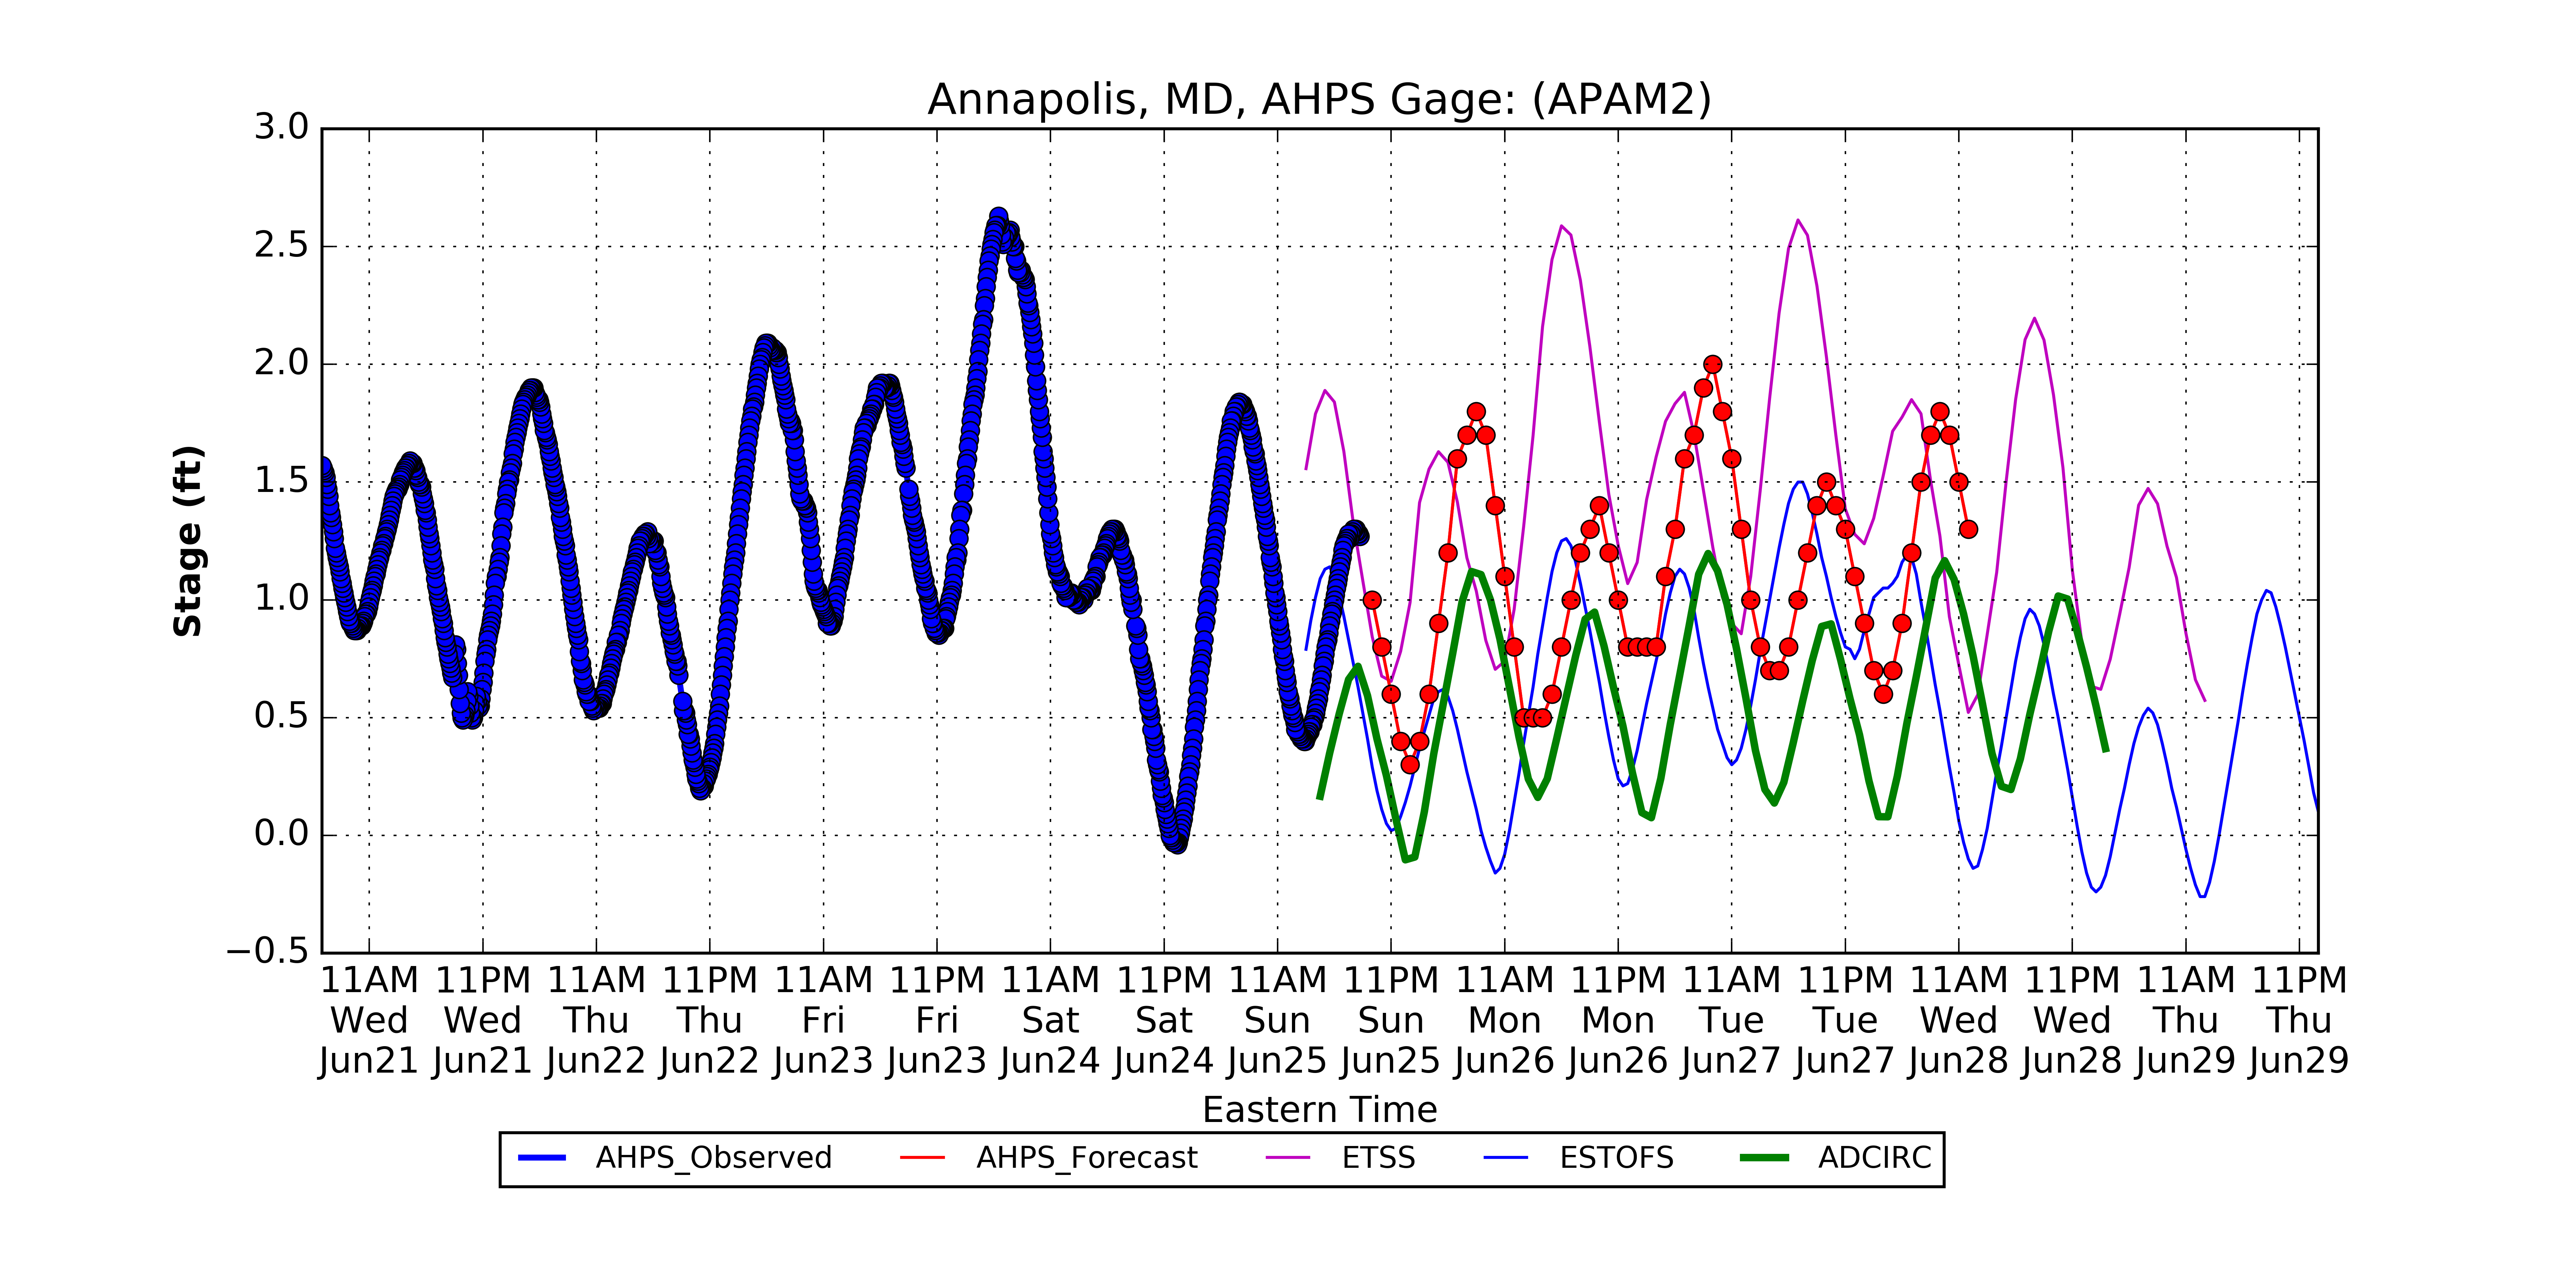 Annapolis, MD, AHPS Gage: (APAM2)
3.0
2.5
2.0
1.5
1.0
0.5
0.0
−0.5
Stage (ft)
11AM 11PM 11AM 11PM 11AM 11PM 11AM 11PM 11AM 11PM 11AM 11PM 11AM 11PM 11AM 11PM 11AM 11PM
Wed Wed Thu Thu Fri Fri Sat Sat Sun Sun Mon Mon Tue Tue Wed Wed Thu Thu
Jun21 Jun21 Jun22 Jun22 Jun23 Jun23 Jun24 Jun24 Jun25 Jun25 Jun26 Jun26 Jun27 Jun27 Jun28 Jun28 Jun29 Jun29
Eastern Time
AHPS_Observed AHPS_Forecast ETSS ESTOFS ADCIRC